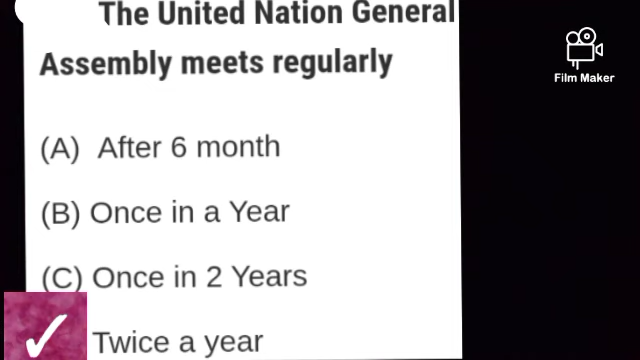 The United Nation General
Assembly meets regularly
(A) After 6 month
(B) Once in a Year
(C) Once in 2 Years
Twice a year
Film Maker